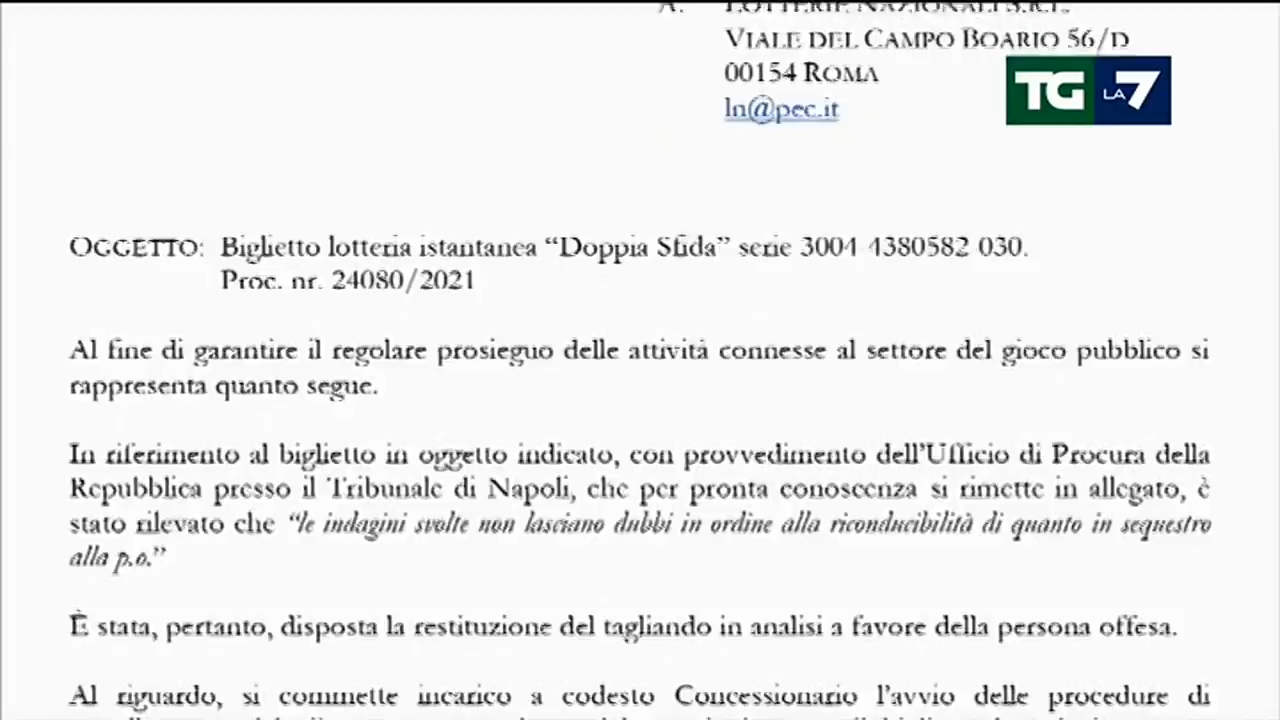 A: LOTTERIE NAZIONALI S.R.L.
VIALE DEL CAMPO BOARIO 56/D
00154 ROMA
ln@pec.it
TG LA 7
OGGETTO: Biglietto lotteria istantanea “Doppia Sfida” serie 3004 4380582 030.
Proc. nr. 24080/2021
Al fine di garantire il regolare prosieguo delle attività connesse al settore del gioco pubblico si
rappresenta quanto segue.
In riferimento al biglietto in oggetto indicato, con provvedimento dell’Ufficio di Procura della
Repubblica presso il Tribunale di Napoli, che per pronta conoscenza si rimette in allegato, è
stato rilevato che “le indagini svolte non lasciano dubbi in ordine alla riconducibilità di quanto in sequestro
alla p.o.”
È stata, pertanto, disposta la restituzione del tagliando in analisi a favore della persona offesa.
Al riguardo, si commette incarico a codesto Concessionario l’avvio delle procedure di